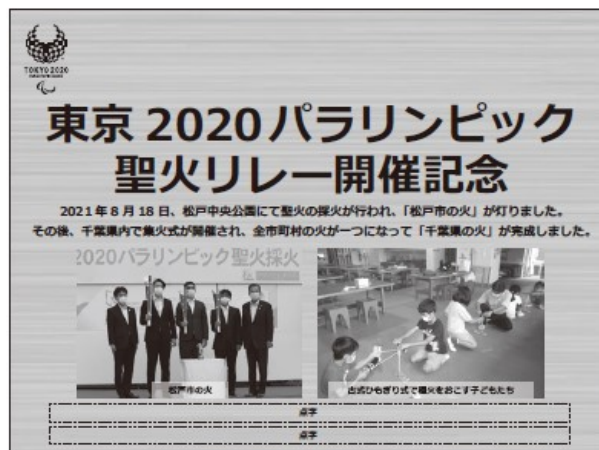 TOKYO 2020
東京2020パラリンピック
聖火リレー開催記念
2021年8月18日、松戸中央公園にて聖火の採火が行われ、「松戸市の火」が灯りました。
その後、千葉県内で集火式が開催され、全市町村の火が一つになって「千葉県の火」が完成しました。
2020パラリンピック聖火採火
松戸市の火
古式ひもぎり式で種火をおこす子どもたち
点字
点字